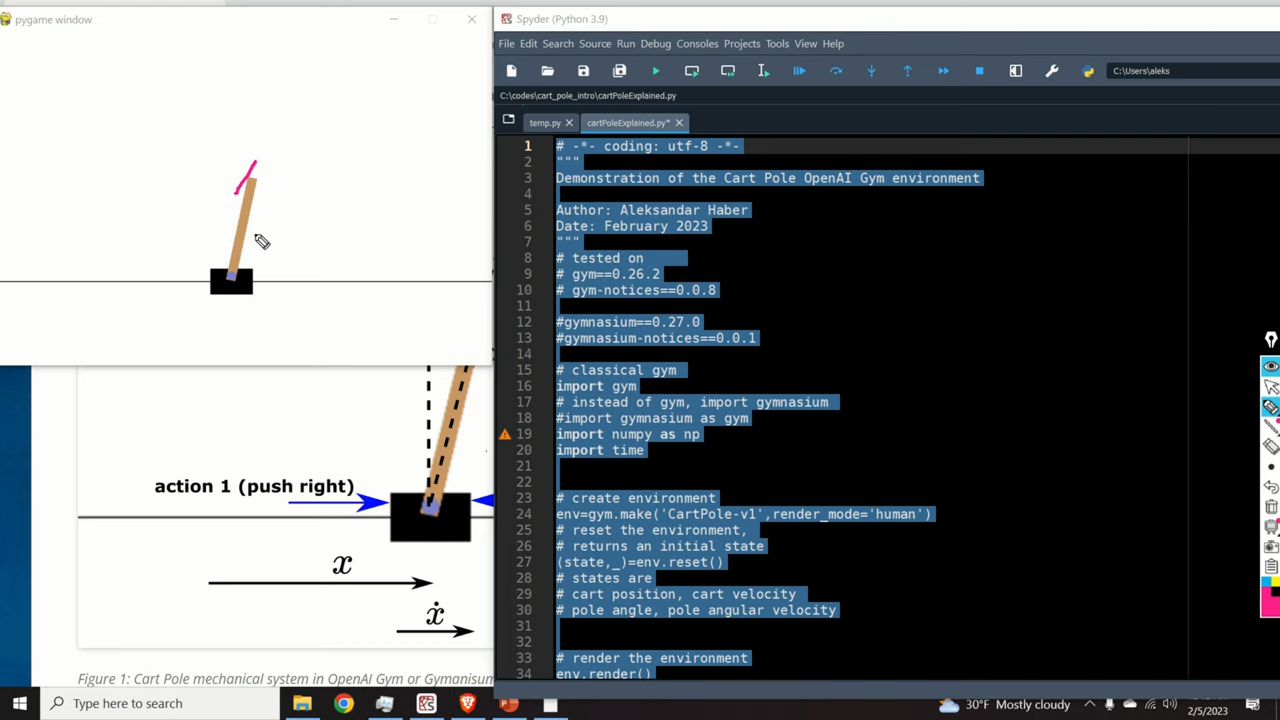 pygame window
Spyder (Python 3.9)
File Edit Search Source Run Debug Consoles Projects Tools View Help
C:\Users\aleks
C:\codes\cart_pole_intro\cartPoleExplained.py
temp.py cartPoleExplained.py*
1 # -*- coding: utf-8 -*-
2 """
3 Demonstration of the Cart Pole OpenAI Gym environment
4
5 Author: Aleksandar Haber
6 Date: February 2023
7 """
8 # tested on
9 # gym==0.26.2
10 # gym-notices==0.0.8
11
12 #gymnasium==0.27.0
13 #gymnasium-notices==0.0.1
14
15 # classical gym
16 import gym
17 # instead of gym, import gymnasium
18 #import gymnasium as gym
19 import numpy as np
20 import time
21
22
23 # create environment
24 env=gym.make('CartPole-v1',render_mode='human')
25 # reset the environment,
26 # returns an initial state
27 (state,_)=env.reset()
28 # states are
29 # cart position, cart velocity
30 # pole angle, pole angular velocity
31
32
33 # render the environment
34 env.render()
action 1 (push right)
x
ẋ
Figure 1: Cart Pole mechanical system in OpenAI Gym or Gymanisum
Type here to search
30°F Mostly cloudy
2/5/2023